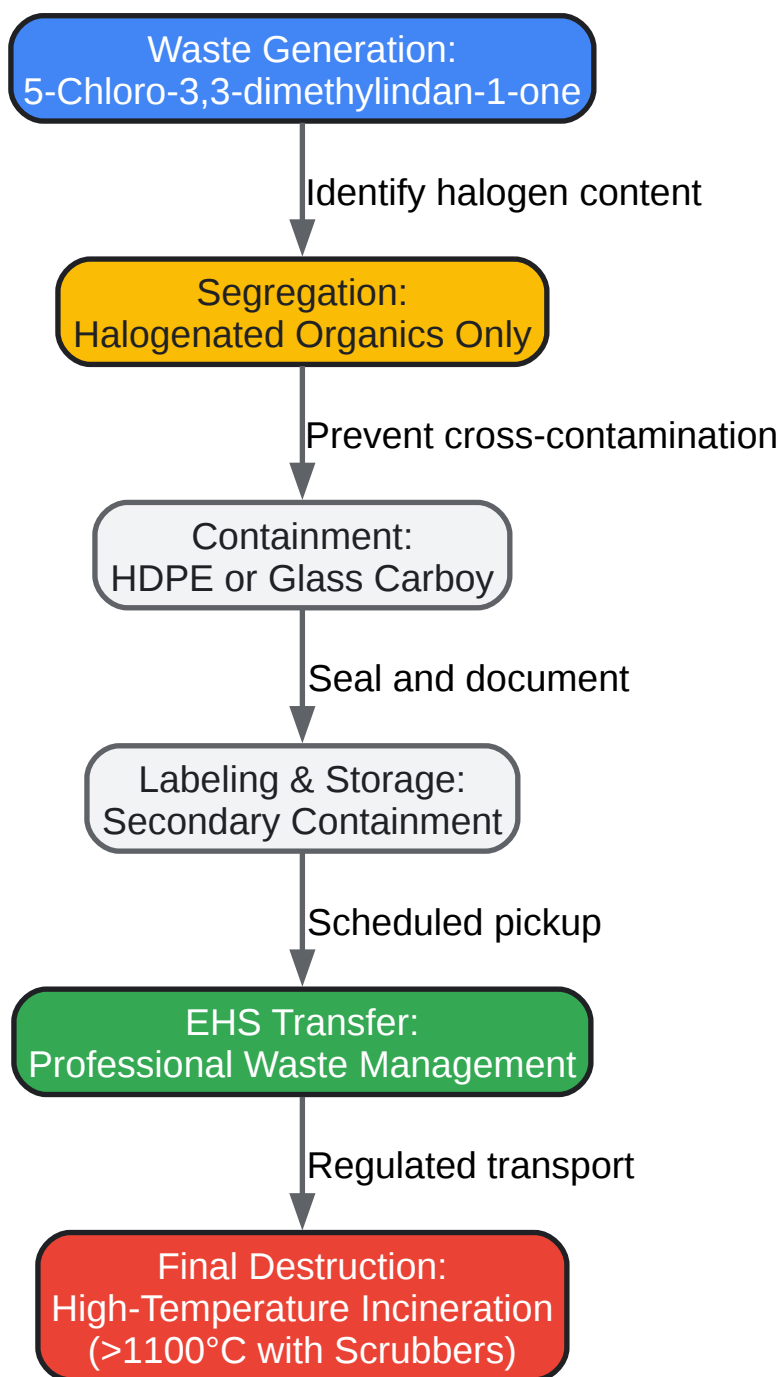 Waste Generation:
5-Chloro-3,3-dimethylindan-1-one
Identify halogen content
Segregation:
Halogenated Organics Only
Prevent cross-contamination
Containment:
HDPE or Glass Carboy
Seal and document
Labeling & Storage:
Secondary Containment
Scheduled pickup
EHS Transfer:
Professional Waste Management
Regulated transport
Final Destruction:
High-Temperature Incineration
(>1100°C with Scrubbers)